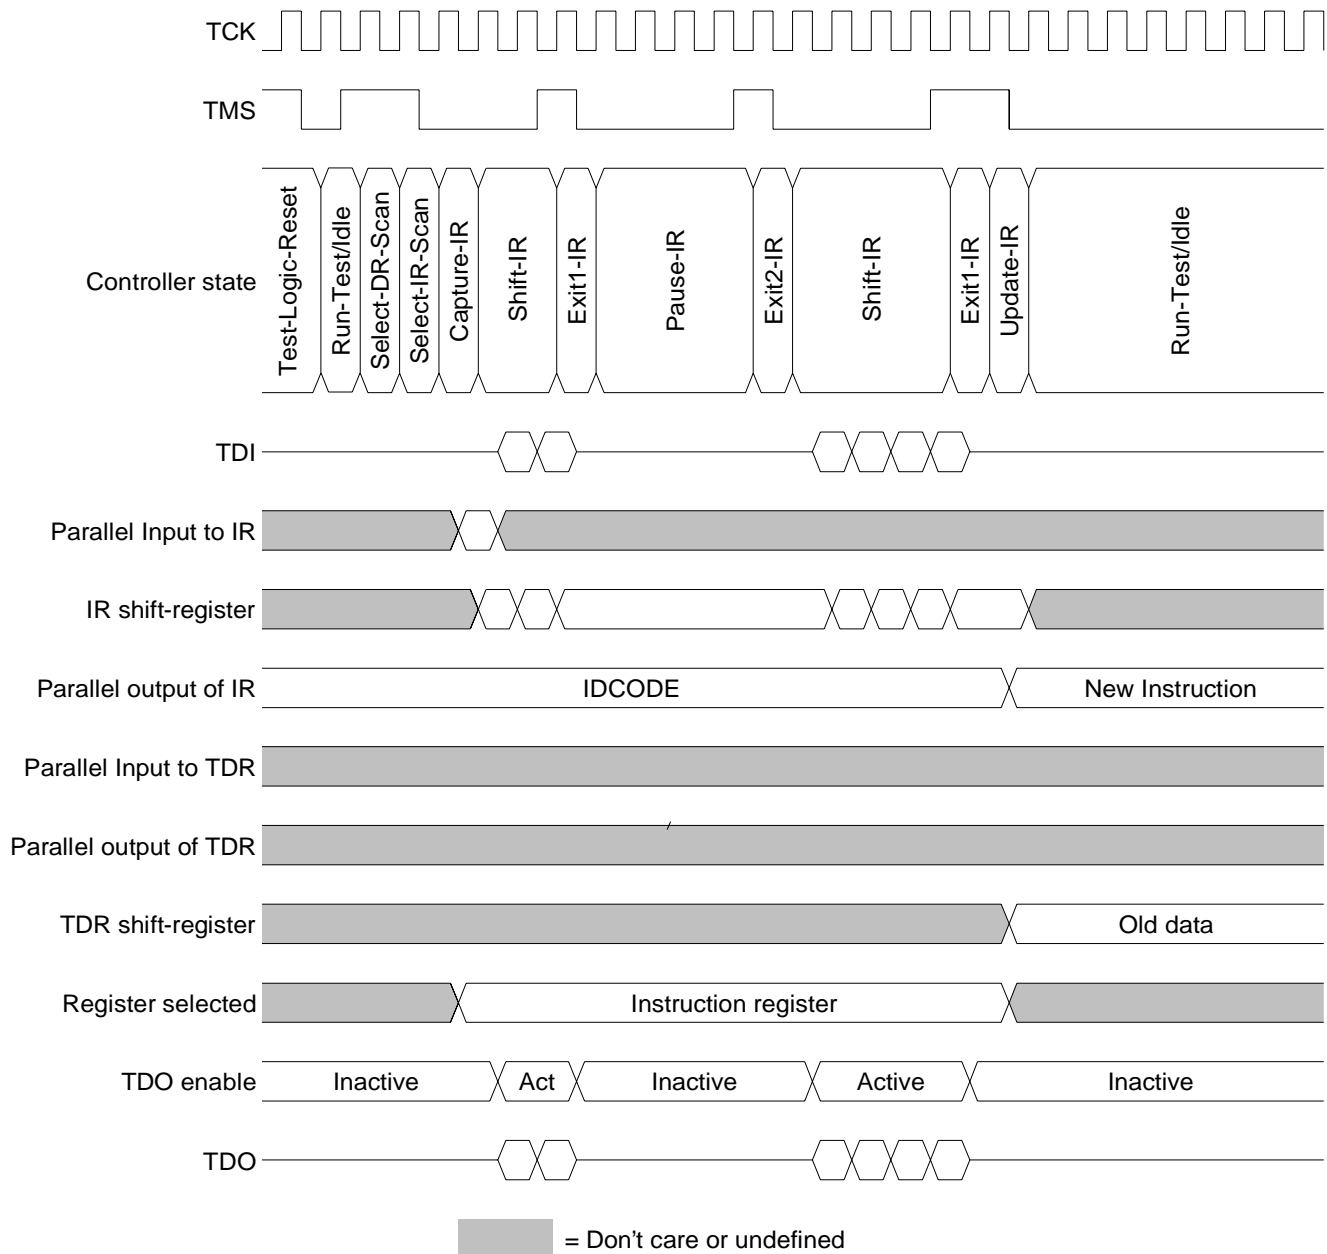 TCK
TMS
Controller state
Test-Logic-Reset
Run-Test/Idle
Select-DR-Scan
Select-IR-Scan
Capture-IR
Shift-IR
Exit1-IR
Pause-IR
Exit2-IR
Shift-IR
Exit1-IR
Update-IR
Run-Test/Idle
TDI
Parallel Input to IR
IR shift-register
Parallel output of IR
IDCODE
New Instruction
Parallel Input to TDR
Parallel output of TDR
TDR shift-register
Old data
Register selected
Instruction register
TDO enable
Inactive
Act
Inactive
Active
Inactive
TDO
= Don't care or undefined